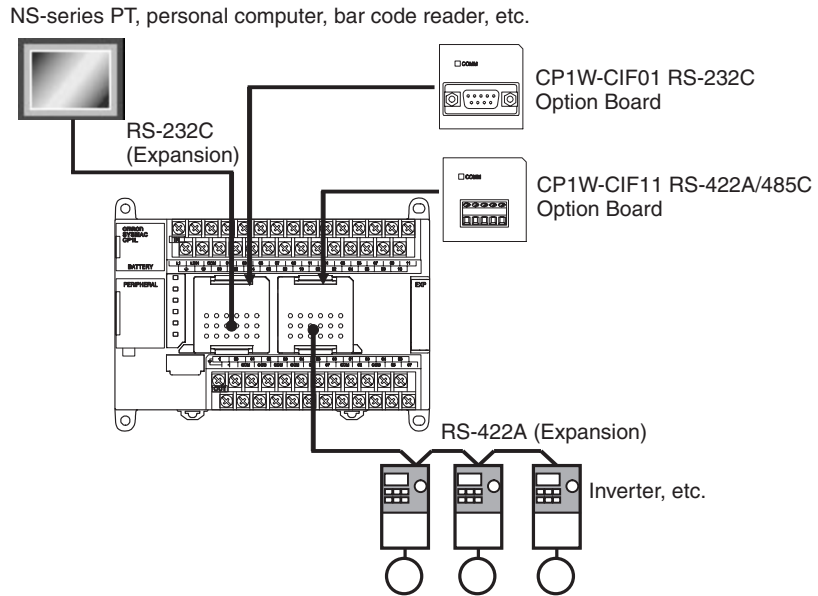 NS-series PT, personal computer, bar code reader, etc.
COMM
CP1W-CIF01 RS-232C
Option Board
RS-232C
(Expansion)
COMM
CP1W-CIF11 RS-422A/485C
Option Board
OMRON
SYSMAC
CP1L
IN
BATTERY
PERIPHERAL
EXP
OUT
RS-422A (Expansion)
Inverter, etc.